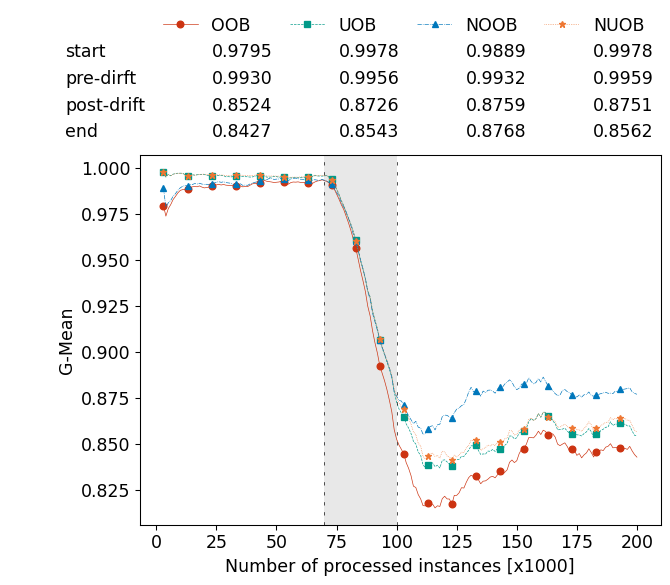 OOB UOB NOOB NUOB
start 0.9795 0.9978 0.9889 0.9978
pre-dirft 0.9930 0.9956 0.9932 0.9959
post-drift 0.8524 0.8726 0.8759 0.8751
end 0.8427 0.8543 0.8768 0.8562
1.000
0.975
0.950
0.925
0.900
0.875
0.850
0.825
G-Mean
0 25 50 75 100 125 150 175 200
Number of processed instances [x1000]